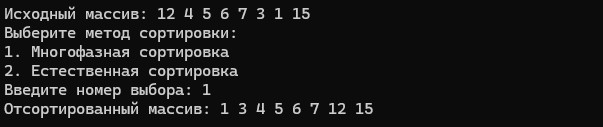 Исходный массив: 12 4 5 6 7 3 1 15
Выберите метод сортировки:
1. Многофазная сортировка
2. Естественная сортировка
Введите номер выбора: 1
Отсортированный массив: 1 3 4 5 6 7 12 15